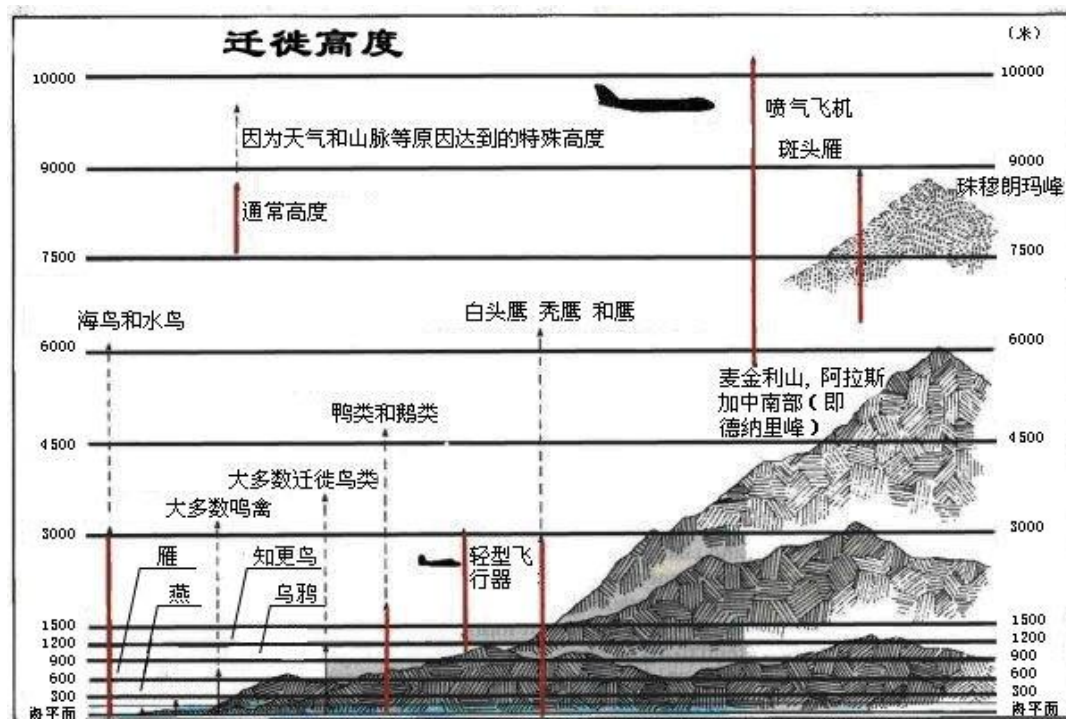 迁徙高度
（米）
10000
10000
喷气飞机
因为天气和山脉等原因达到的特殊高度
斑头雁
9000
9000
珠穆朗玛峰
通常高度
7500
7500
海鸟和水鸟
白头鹰 秃鹰 和鹰
6000
6000
麦金利山, 阿拉斯
加中南部（即
德纳里峰）
鸭类和鹅类
4500
4500
大多数迁徙鸟类
大多数鸣禽
3000
3000
雁
知更鸟
轻型飞
行器
燕
乌鸦
1500
1500
1200
1200
900
900
600
600
300
300
海平面
海平面